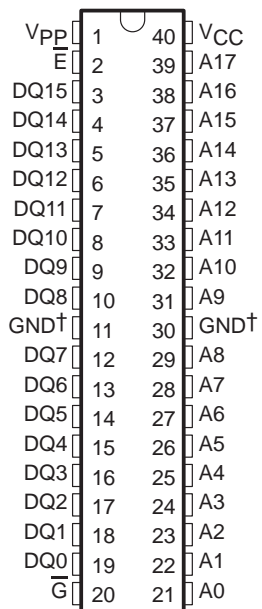 VPP 1 40 VCC
E̅ 2 39 A17
DQ15 3 38 A16
DQ14 4 37 A15
DQ13 5 36 A14
DQ12 6 35 A13
DQ11 7 34 A12
DQ10 8 33 A11
DQ9 9 32 A10
DQ8 10 31 A9
GND† 11 30 GND†
DQ7 12 29 A8
DQ6 13 28 A7
DQ5 14 27 A6
DQ4 15 26 A5
DQ3 16 25 A4
DQ2 17 24 A3
DQ1 18 23 A2
DQ0 19 22 A1
G̅ 20 21 A0